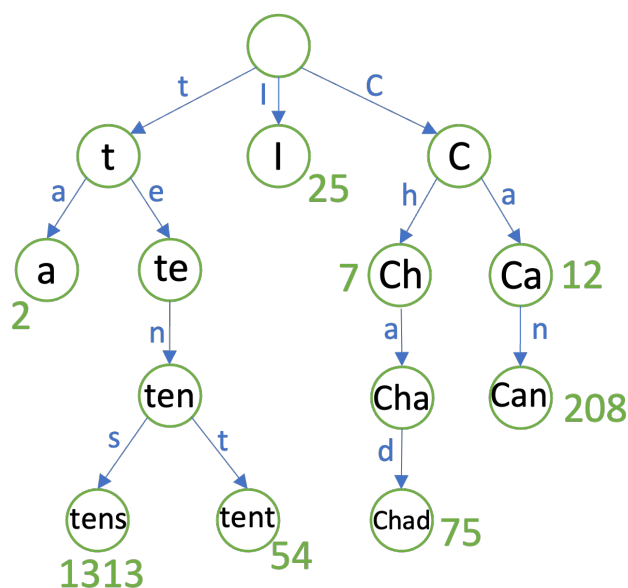 t I C
t I C
25
a e h a
a te 7 Ch Ca 12
2
n a n
ten Cha Can 208
s t d
tens tent Chad 75
1313 54